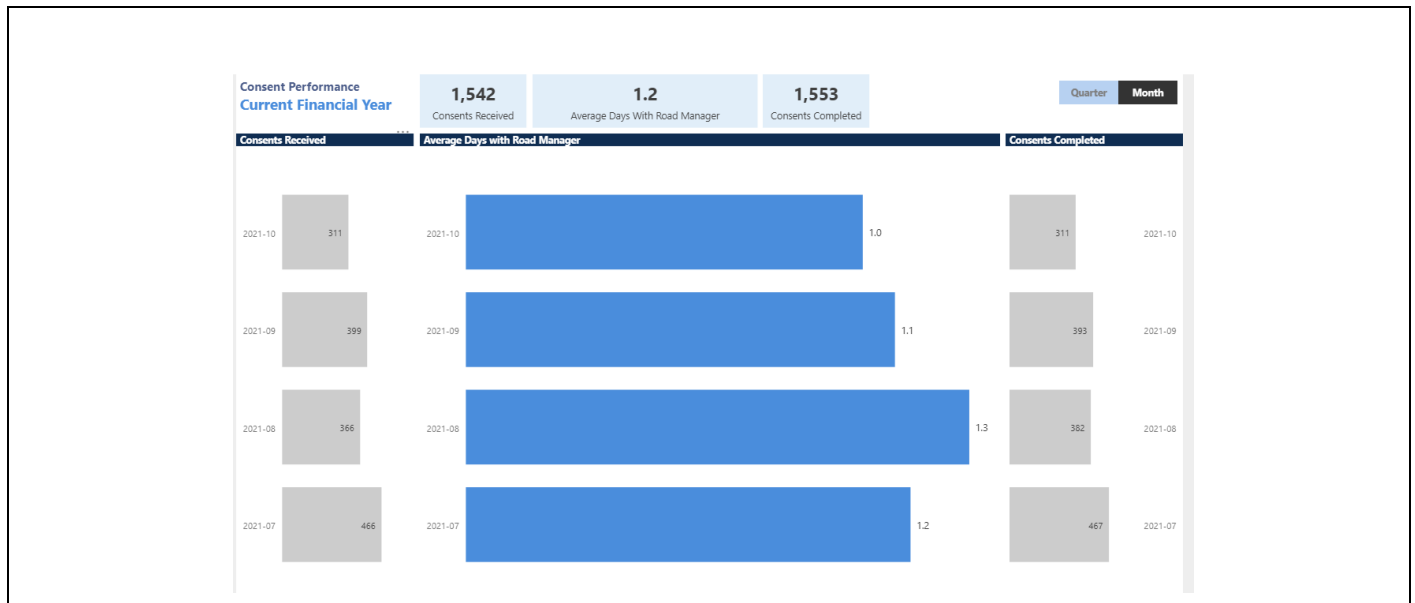 Consent Performance
Current Financial Year
1,542
Consents Received
1.2
Average Days With Road Manager
1,553
Consents Completed
Quarter
Month
...
Consents Received
Average Days with Road Manager
Consents Completed
2021-10
311
2021-10
1.0
311
2021-10
2021-09
399
2021-09
1.1
393
2021-09
2021-08
366
2021-08
1.3
382
2021-08
2021-07
466
2021-07
1.2
467
2021-07